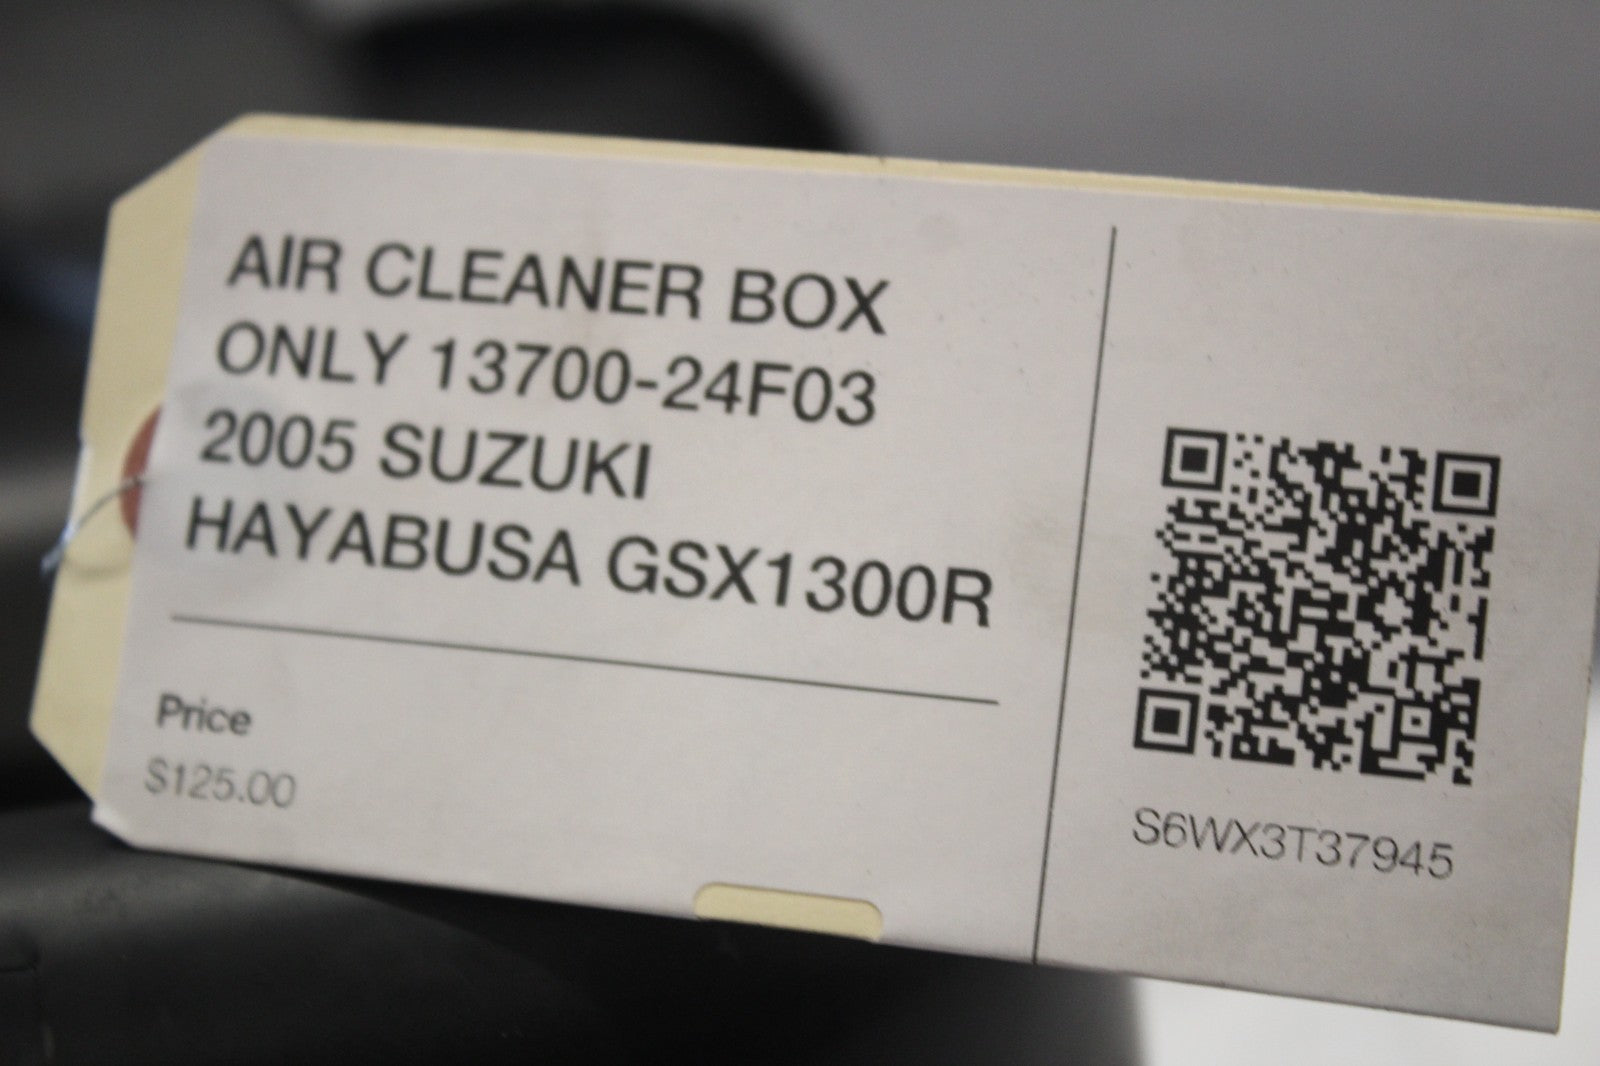 AIR CLEANER BOX
ONLY 13700-24F03
2005 SUZUKI
HAYABUSA GSX1300R
Price
$125.00
S6WX3T37945